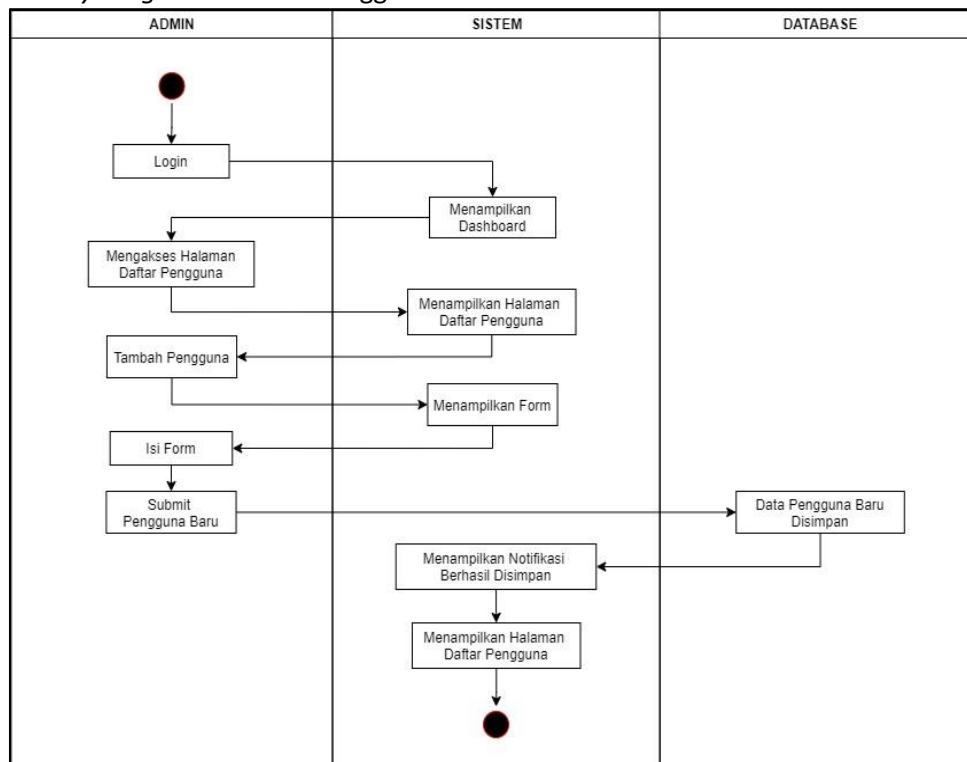 ADMIN
SISTEM
DATABASE
Login
Menampilkan
Dashboard
Mengakses Halaman
Daftar Pengguna
Menampilkan Halaman
Daftar Pengguna
Tambah Pengguna
Menampilkan Form
Isi Form
Submit
Pengguna Baru
Data Pengguna Baru
Disimpan
Menampilkan Notifikasi
Berhasil Disimpan
Menampilkan Halaman
Daftar Pengguna